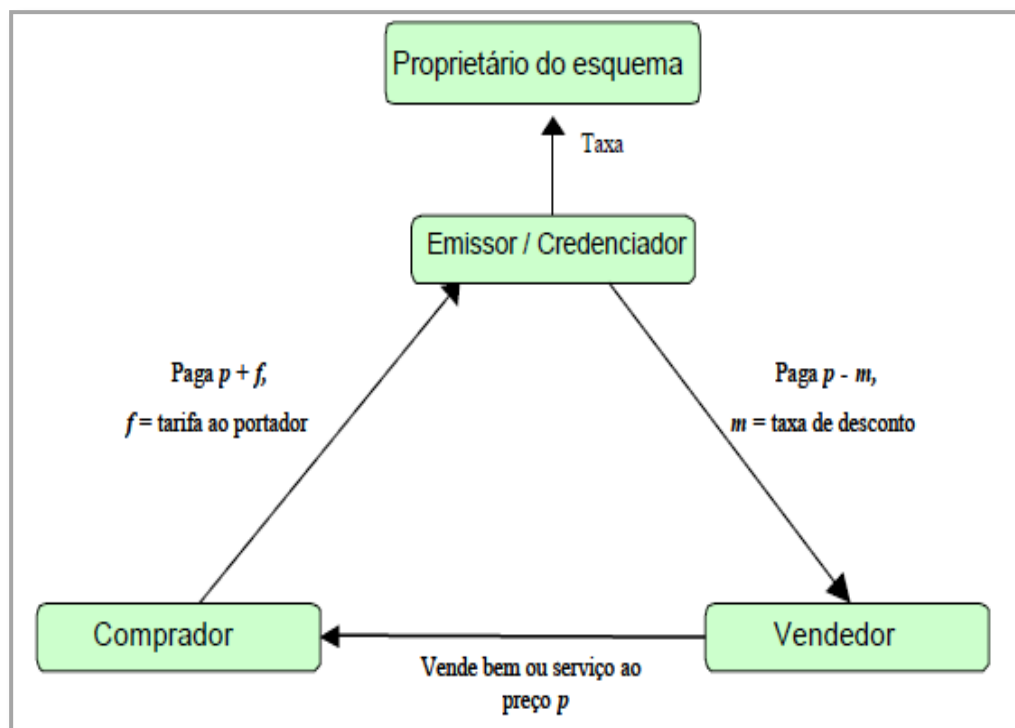 Proprietário do esquema
Taxa
Emissor / Credenciador
Paga p + f,
f = tarifa ao portador
Paga p - m,
m = taxa de desconto
Comprador
Vendedor
Vende bem ou serviço ao
preço p